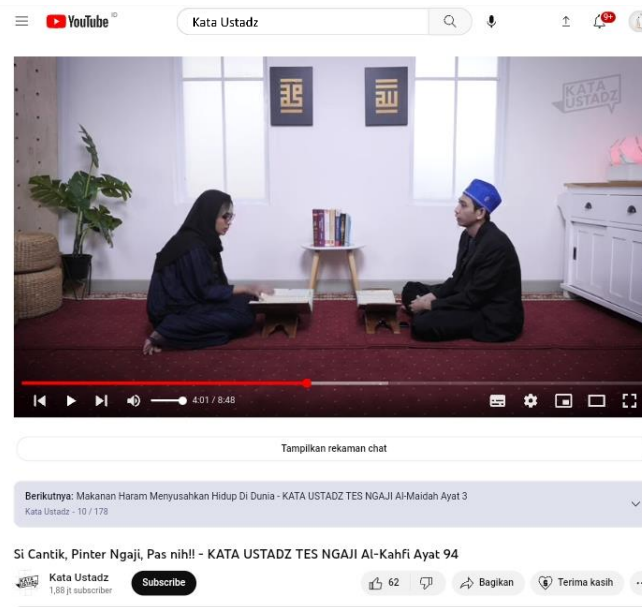 YouTube ID
Kata Ustadz
9+
KATA
USTADZ
4:01 / 8:48
Tampilkan rekaman chat
Berikutnya: Makanan Haram Menyusahkan Hidup Di Dunia - KATA USTADZ TES NGAJI Al-Maidah Ayat 3
Kata Ustadz - 10 / 178
Si Cantik, Pinter Ngaji, Pas nih!! - KATA USTADZ TES NGAJI Al-Kahfi Ayat 94
Kata Ustadz
1,88 jt subscriber
Subscribe
62
Bagikan
Terima kasih